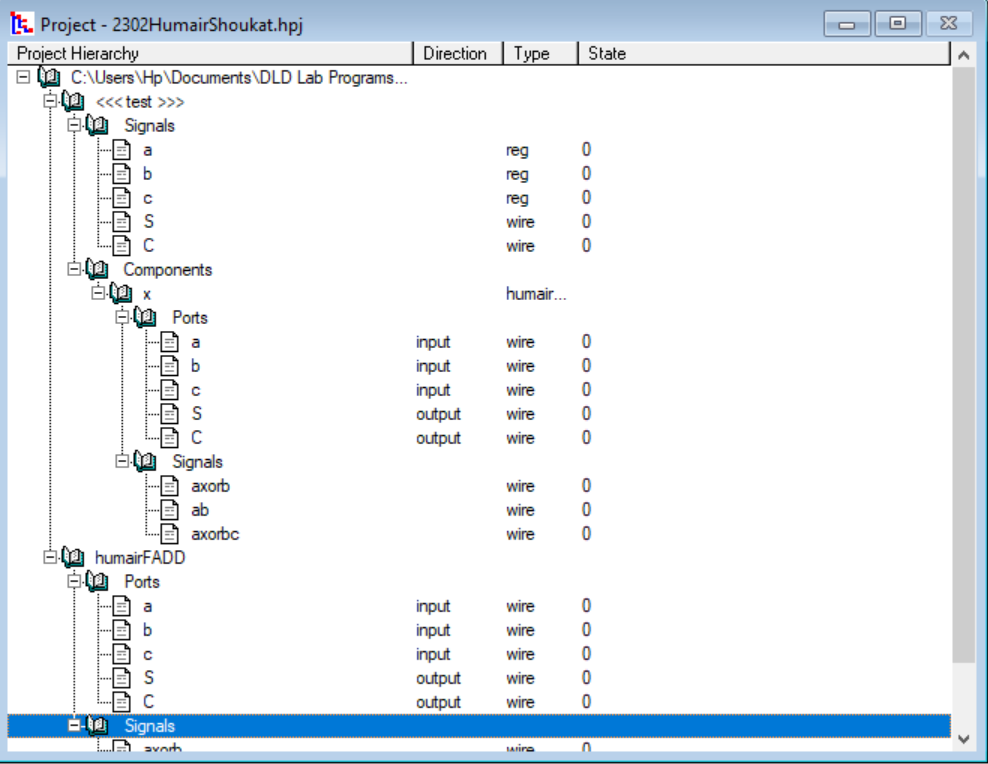 Project - 2302HumairShoukat.hpj
Project Hierarchy Direction Type State
C:\Users\Hp\Documents\DLD Lab Programs...
<<< test >>>
Signals
a reg 0
b reg 0
c reg 0
S wire 0
C wire 0
Components
x humair...
Ports
a input wire 0
b input wire 0
c input wire 0
S output wire 0
C output wire 0
Signals
axorb wire 0
ab wire 0
axorbc wire 0
humairFADD
Ports
a input wire 0
b input wire 0
c input wire 0
S output wire 0
C output wire 0
Signals
axorb wire 0